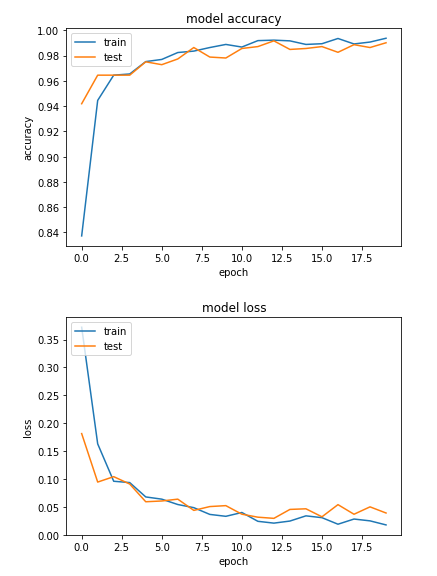 model accuracy
1.00
0.98
0.96
0.94
0.92
0.90
0.88
0.86
0.84
accuracy
train
test
0.0 2.5 5.0 7.5 10.0 12.5 15.0 17.5
epoch
model loss
0.35
0.30
0.25
0.20
0.15
0.10
0.05
0.00
loss
train
test
0.0 2.5 5.0 7.5 10.0 12.5 15.0 17.5
epoch